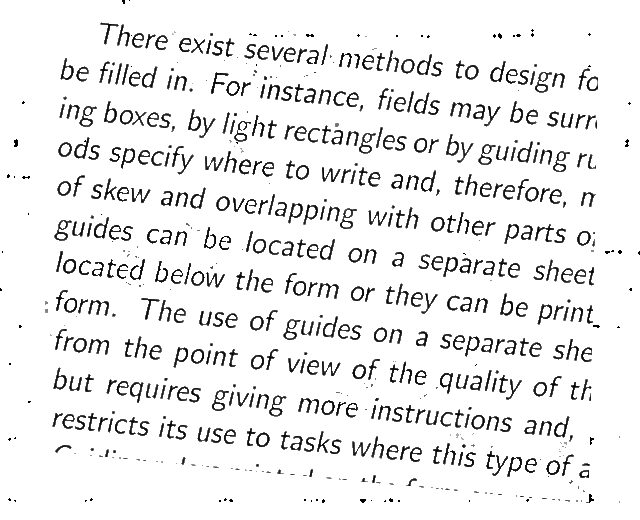 There exist several methods to design fo
be filled in. For instance, fields may be surr
ing boxes, by light rectangles or by guiding ru
ods specify where to write and, therefore, m
of skew and overlapping with other parts o
guides can be located on a separate sheet
located below the form or they can be print
form. The use of guides on a separate she
from the point of view of the quality of th
but requires giving more instructions and,
restricts its use to tasks where this type of a